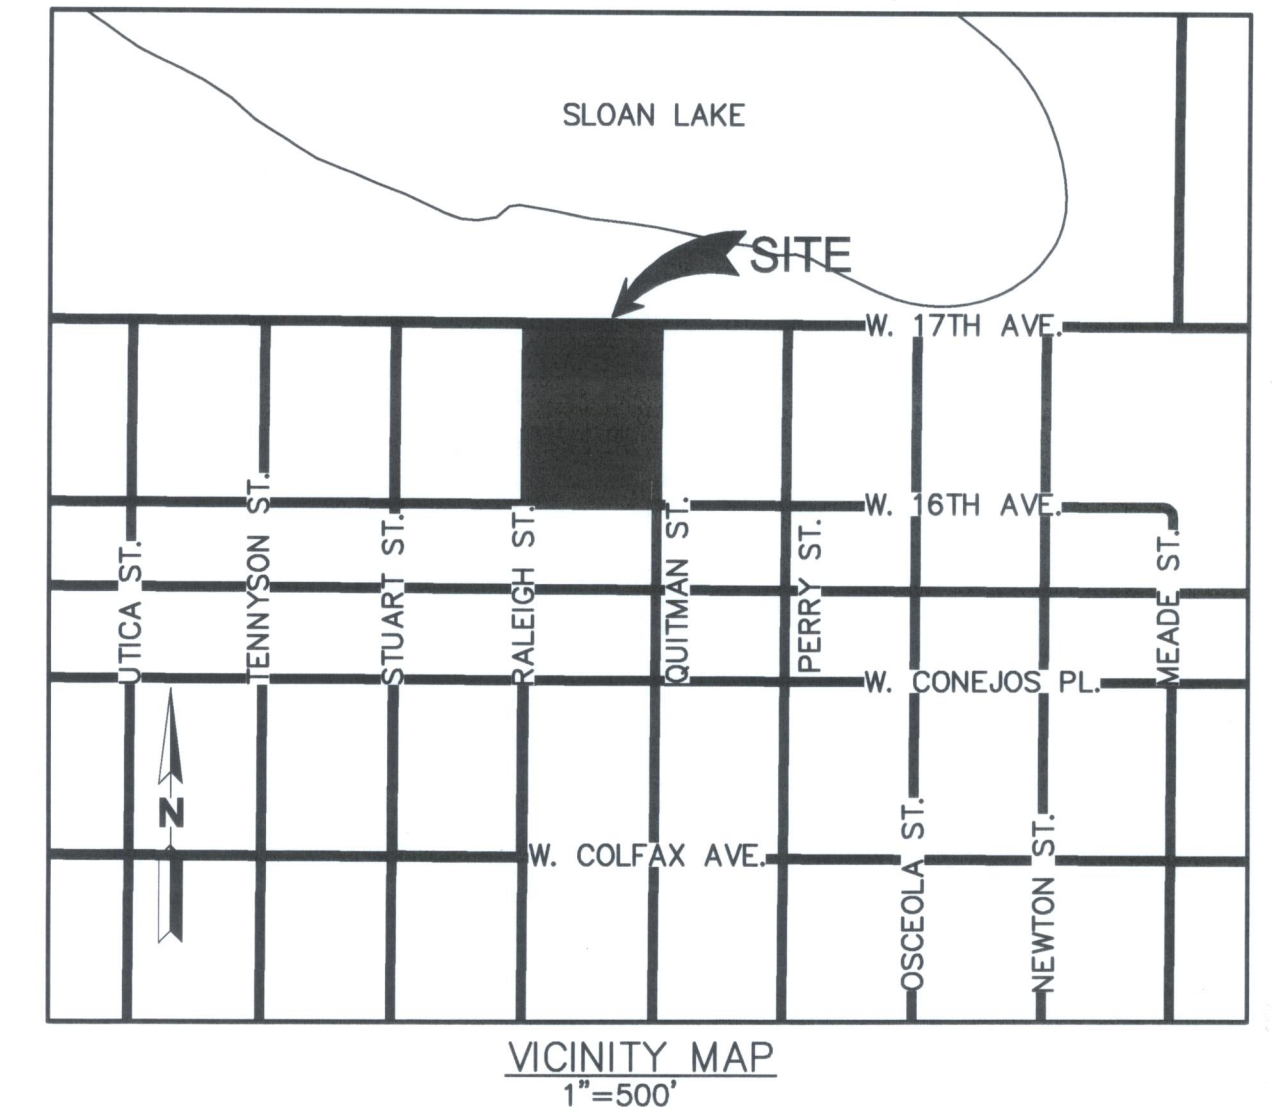 SLOAN LAKE
SITE
W. 17TH AVE.
W. 16TH AVE.
UTICA ST.
TENNYSON ST.
STUART ST.
RALEIGH ST.
QUITMAN ST.
PERRY ST.
MEADE ST.
W. CONEJOS PL.
N
W. COLFAX AVE.
OSCEOLA ST.
NEWTON ST.
VICINITY MAP
1"=500'